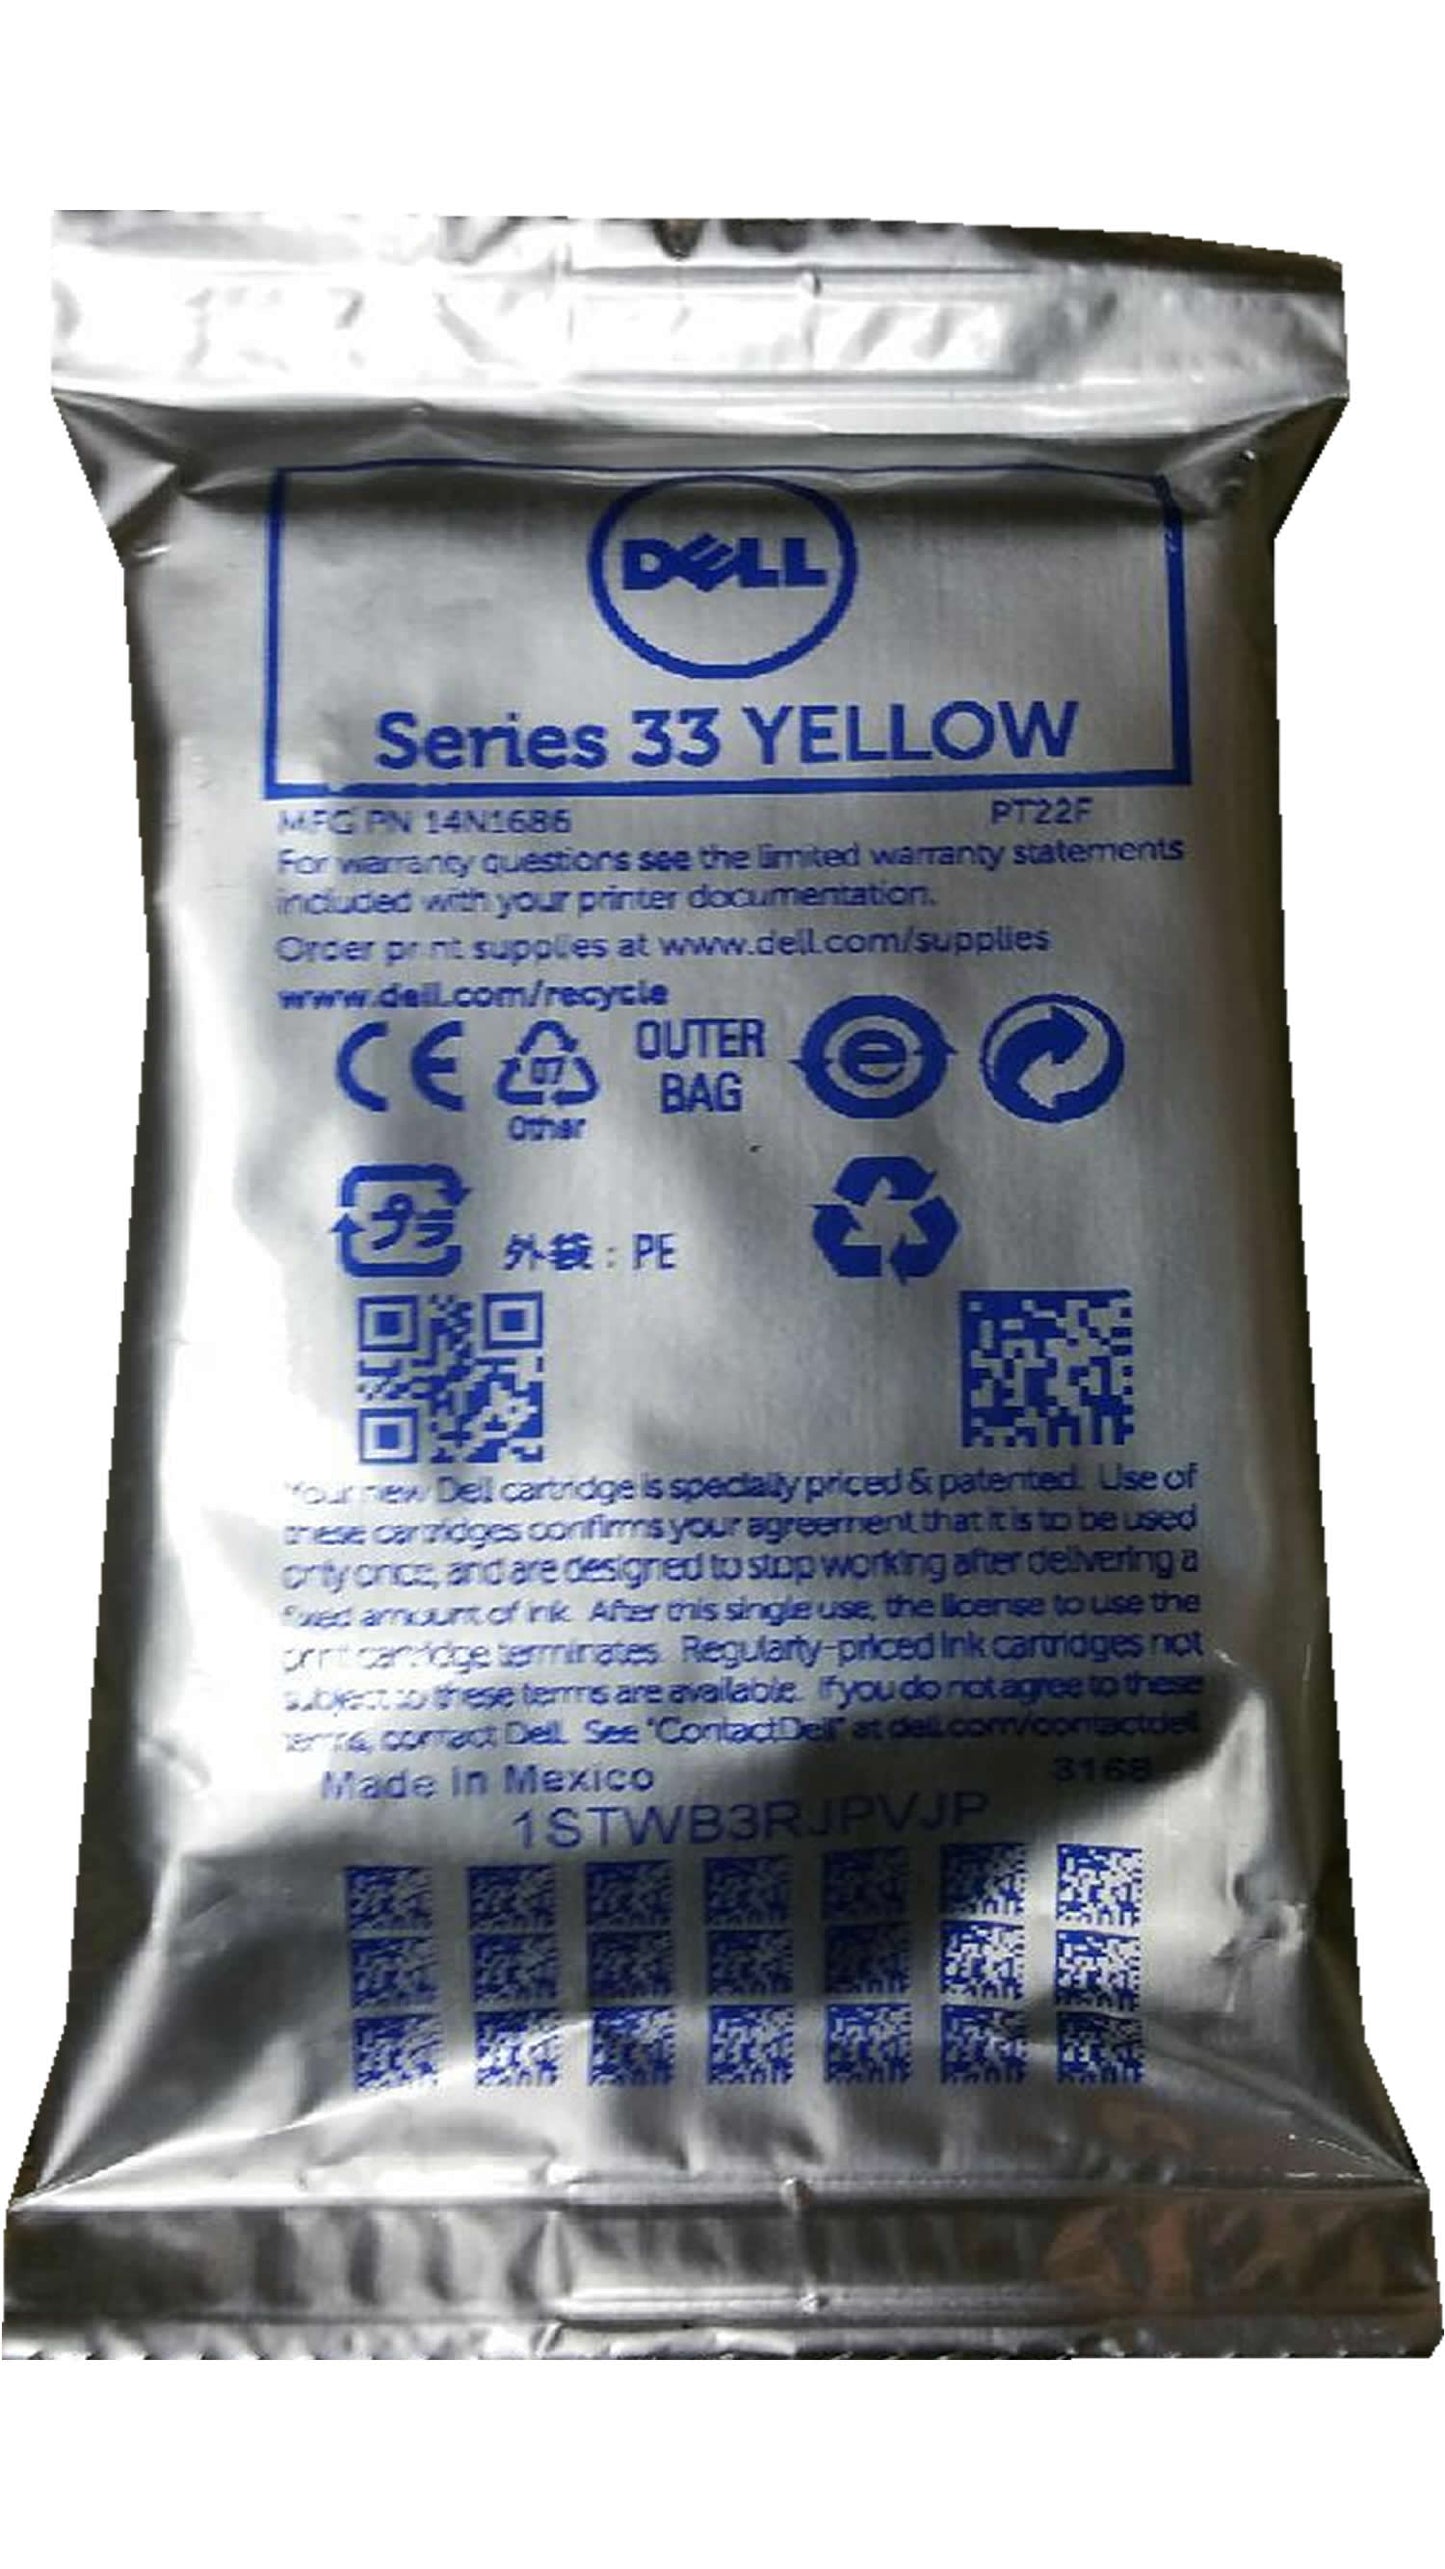 DELL
Series 33 YELLOW
MFG PN 14N1686 PT22F
For warranty questions see the limited warranty statements
included with your printer documentation.
Order print supplies at www.dell.com/supplies
www.dell.com/recycle
CE 07 OUTER e
Other BAG
プラ 外袋：PE
Your new Dell cartridge is specially priced & patented. Use of
these cartridges confirms your agreement that it is to be used
only once, and are designed to stop working after delivering a
fixed amount of ink. After this single use, the license to use the
print cartridge terminates. Regularly-priced ink cartridges not
subject to these terms are available. If you do not agree to these
terms, contact Dell. See "Contact Dell" at dell.com/contactdell
Made in Mexico 3168
1STWB3RJPVJP